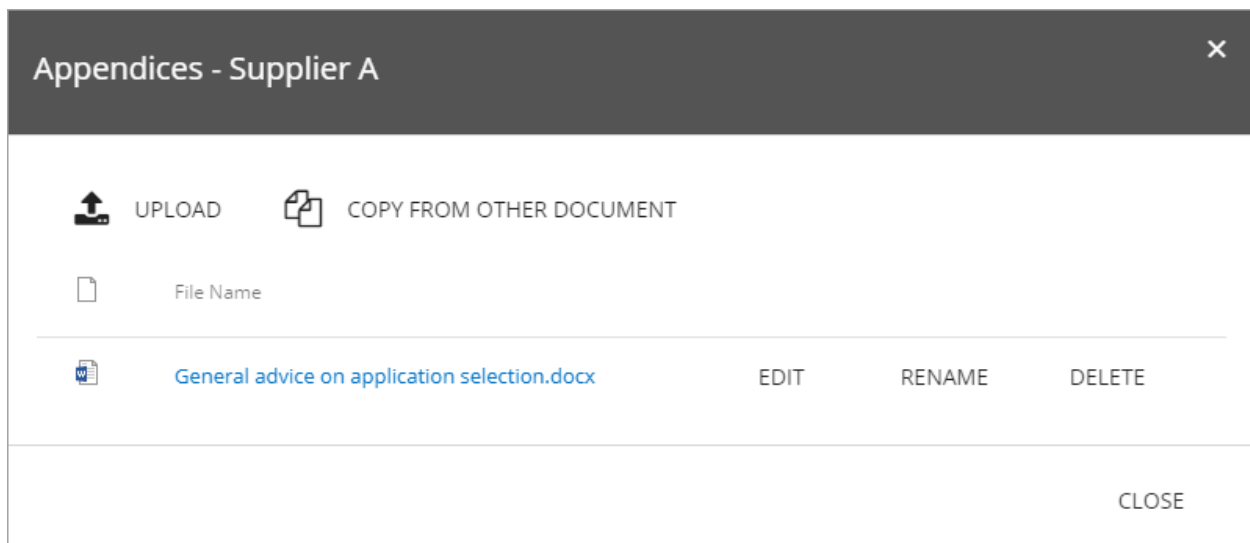 Appendices - Supplier A
UPLOAD COPY FROM OTHER DOCUMENT
File Name
General advice on application selection.docx EDIT RENAME DELETE
CLOSE